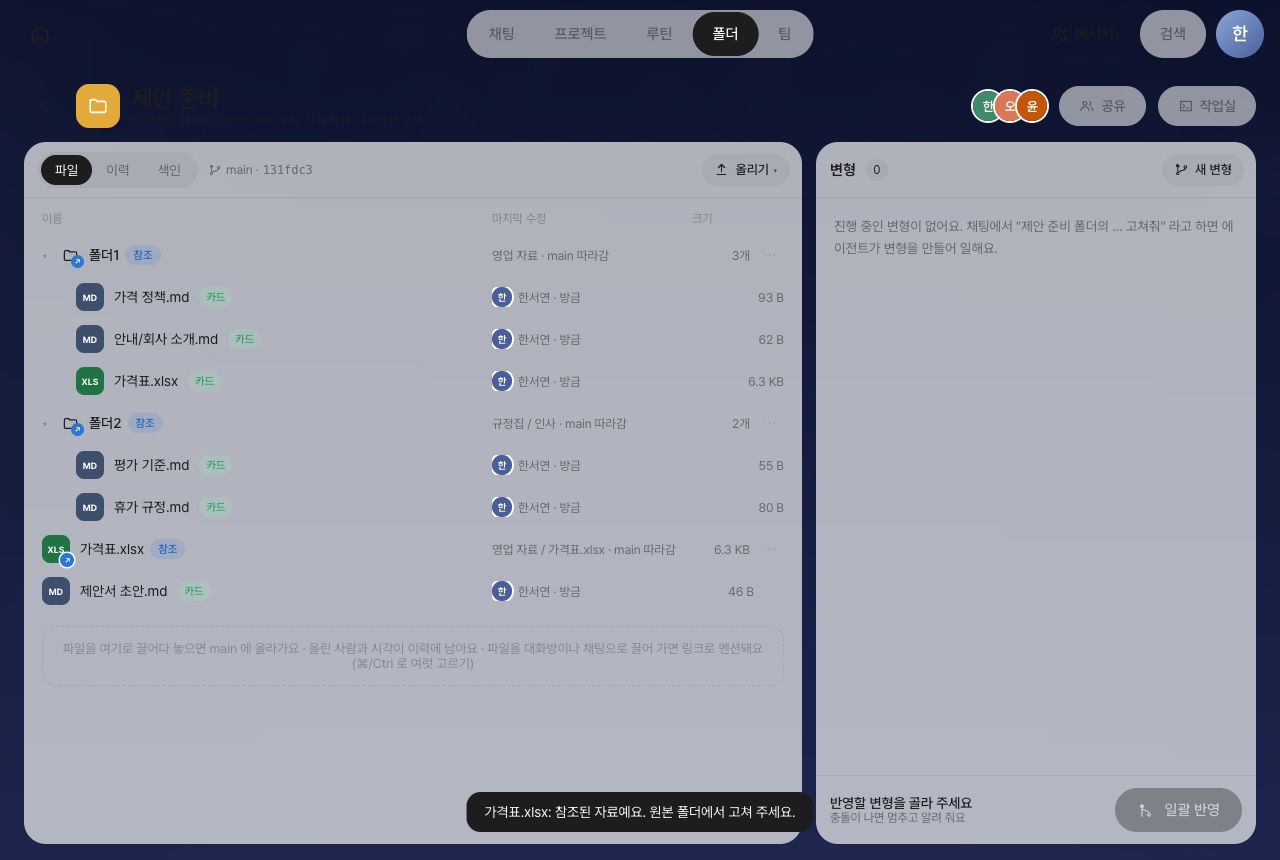 채팅 프로젝트 루틴 폴더 팀 메시지 검색 한
제안 준비
한 오 윤 공유 작업실
파일 이력 색인 main · 131fdc3 올리기
변형 0 새 변형
이름 마지막 수정 크기
진행 중인 변형이 없어요. 채팅에서 "제안 준비 폴더의 … 고쳐줘" 라고 하면 에
이전트가 변형을 만들어 일해요.
폴더1 참조 영업 자료 · main 따라감 3개 ···
MD 가격 정책.md 카드 한 한서연 · 방금 93 B
MD 안내/회사 소개.md 카드 한 한서연 · 방금 62 B
XLS 가격표.xlsx 카드 한 한서연 · 방금 6.3 KB
폴더2 참조 규정집 / 인사 · main 따라감 2개 ···
MD 평가 기준.md 카드 한 한서연 · 방금 55 B
MD 휴가 규정.md 카드 한 한서연 · 방금 80 B
XLS 가격표.xlsx 참조 영업 자료 / 가격표.xlsx · main 따라감 6.3 KB ···
MD 제안서 초안.md 카드 한 한서연 · 방금 46 B
파일을 여기로 끌어다 놓으면 main 에 올라가요 · 올린 사람과 시각이 이력에 남아요 · 파일을 대화방이나 채팅으로 끌어 가면 링크로 멘션돼요
(⌘/Ctrl 로 여럿 고르기)
가격표.xlsx: 참조된 자료예요. 원본 폴더에서 고쳐 주세요.
반영할 변형을 골라 주세요
충돌이 나면 멈추고 알려 줘요
일괄 반영